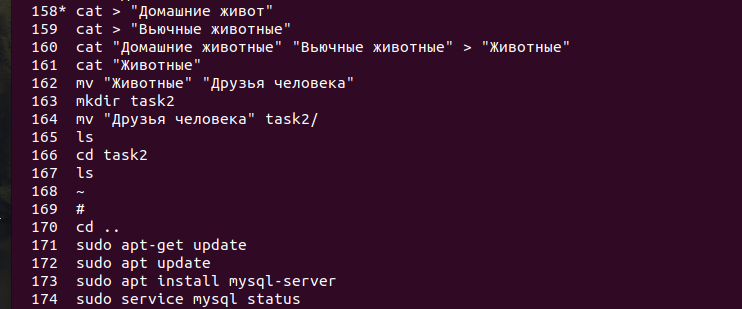 158* cat > "Домашние живот"
159 cat > "Вьючные животные"
160 cat "Домашние животные" "Вьючные животные" > "Животные"
161 cat "Животные"
162 mv "Животные" "Друзья человека"
163 mkdir task2
164 mv "Друзья человека" task2/
165 ls
166 cd task2
167 ls
168 ~
169 #
170 cd ..
171 sudo apt-get update
172 sudo apt update
173 sudo apt install mysql-server
174 sudo service mysql status